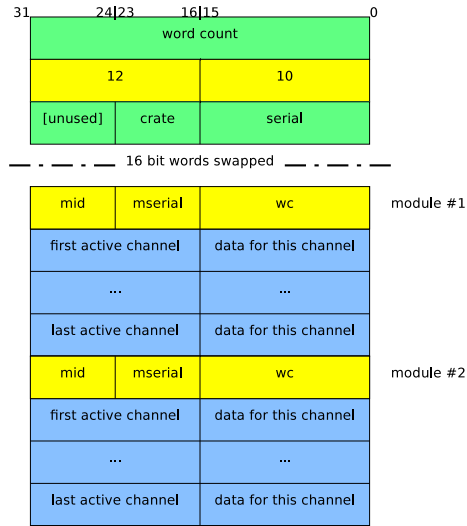 31 24|23 16|15 0
word count
12 10
[unused] crate serial
16 bit words swapped
mid mserial wc module #1
first active channel data for this channel
... ...
last active channel data for this channel
mid mserial wc module #2
first active channel data for this channel
... ...
last active channel data for this channel